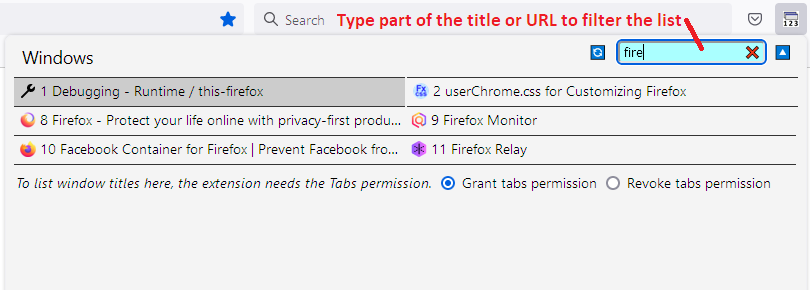 Search Type part of the title or URL to filter the list
123
Windows fire
1 Debugging - Runtime / this-firefox
2 userChrome.css for Customizing Firefox
8 Firefox - Protect your life online with privacy-first produ...
9 Firefox Monitor
10 Facebook Container for Firefox | Prevent Facebook fro...
11 Firefox Relay
To list window titles here, the extension needs the Tabs permission. Grant tabs permission Revoke tabs permission